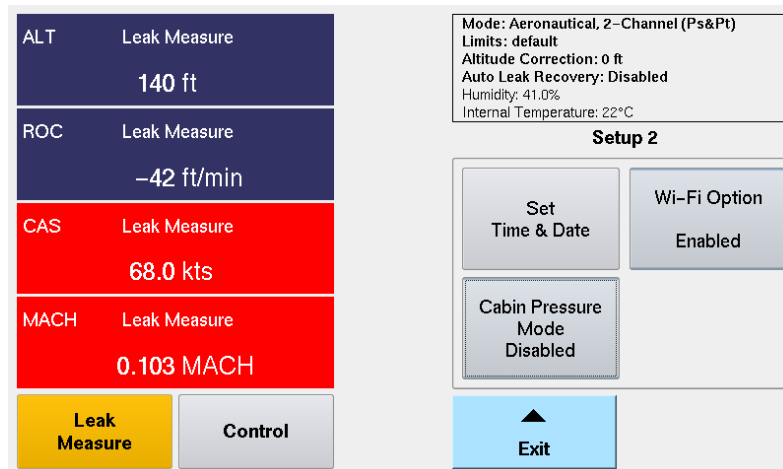 ALT Leak Measure
140 ft
ROC Leak Measure
−42 ft/min
CAS Leak Measure
68.0 kts
MACH Leak Measure
0.103 MACH
Leak
Measure
Control
Mode: Aeronautical, 2−Channel (Ps&Pt)
Limits: default
Altitude Correction: 0 ft
Auto Leak Recovery: Disabled
Humidity: 41.0%
Internal Temperature: 22°C
Setup 2
Set
Time & Date
Wi−Fi Option
Enabled
Cabin Pressure
Mode
Disabled
Exit